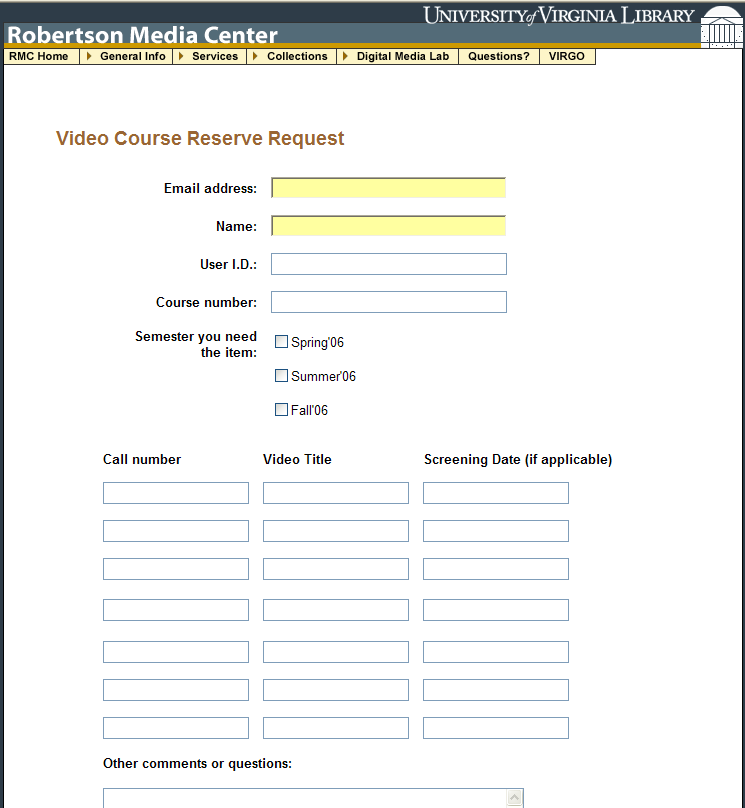 UNIVERSITY of VIRGINIA LIBRARY
Robertson Media Center
RMC Home General Info Services Collections Digital Media Lab Questions? VIRGO
Video Course Reserve Request
Email address:
Name:
User I.D.:
Course number:
Semester you need
the item:
Spring'06
Summer'06
Fall'06
Call number Video Title Screening Date (if applicable)
Other comments or questions: